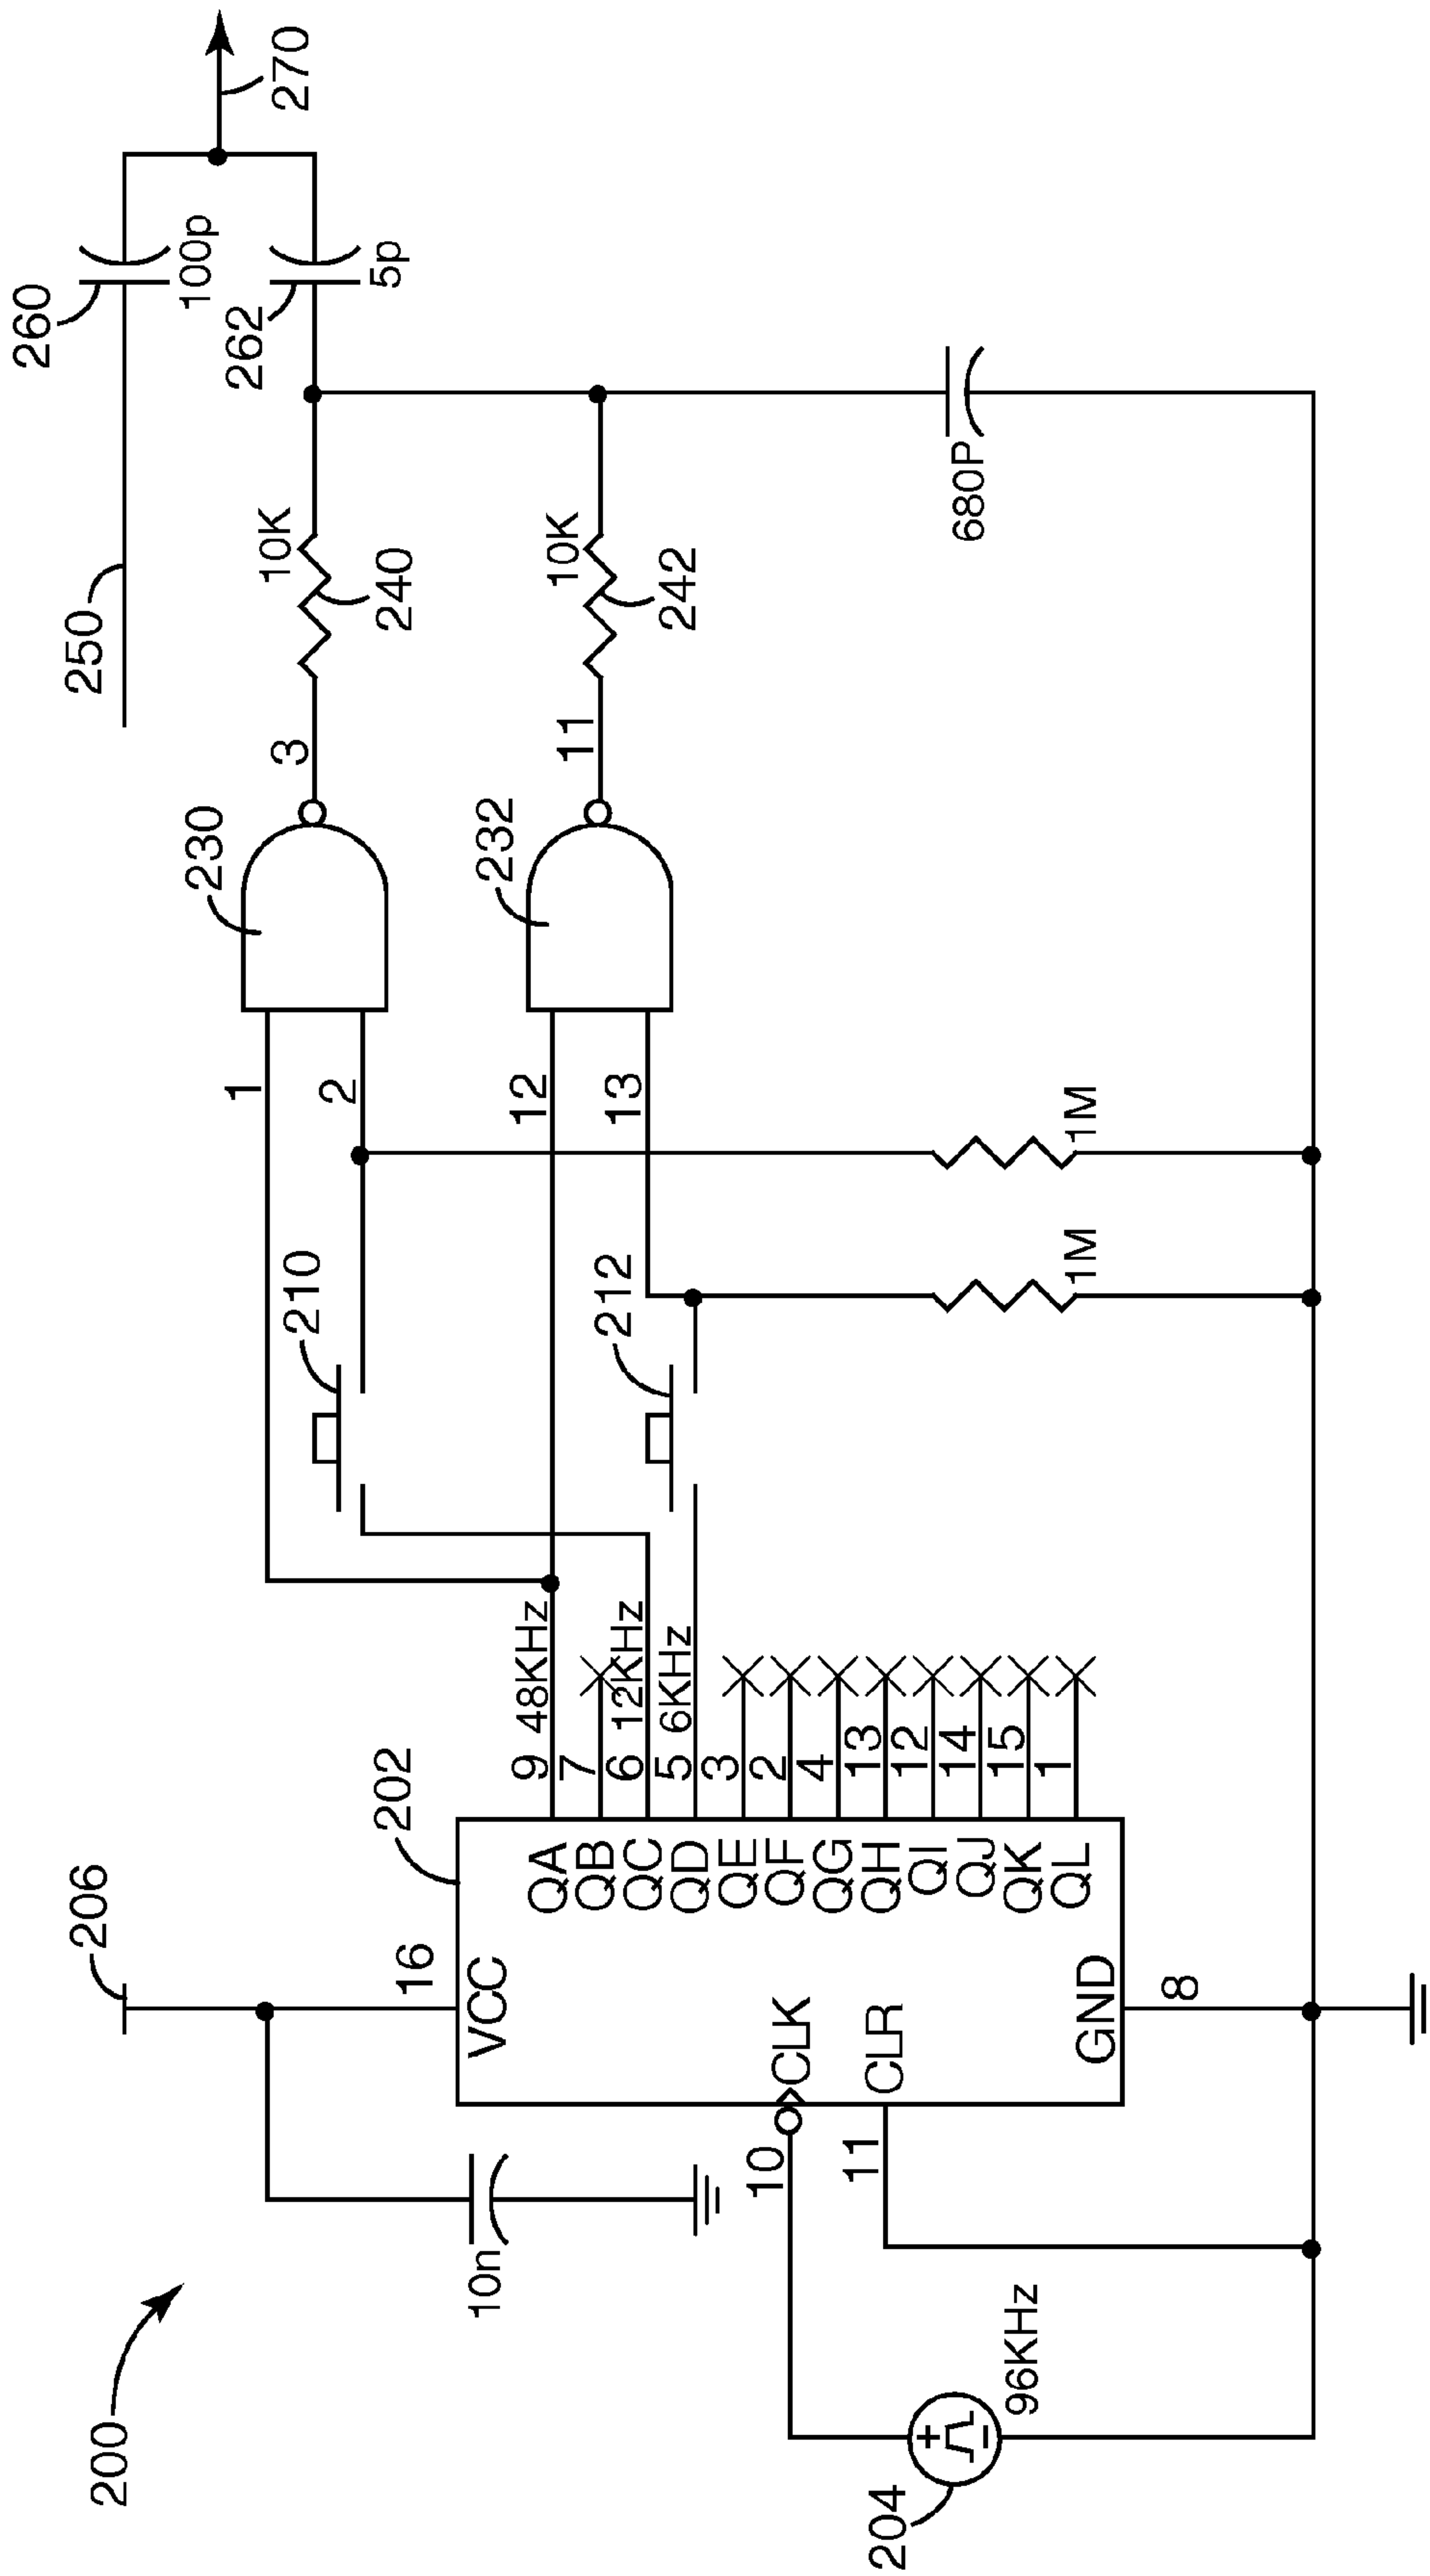 200
206
202
16
VCC
10n
10
CLK
11
CLR
GND
8
204
96KHz
QA
QB
QC
QD
QE
QF
QG
QH
QI
QJ
QK
QL
9
7
6
5
3
2
4
13
12
14
15
1
48KHz
12KHz
6KHz
210
212
1M
1M
1
2
12
13
230
232
3
11
250
10K
240
10K
242
680P
260
100p
262
5p
270